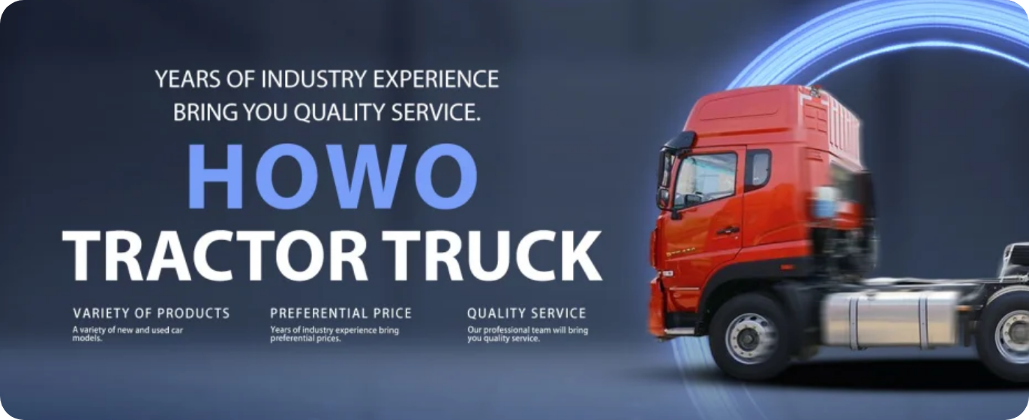 YEARS OF INDUSTRY EXPERIENCE
BRING YOU QUALITY SERVICE.
HOWO
TRACTOR TRUCK
VARIETY OF PRODUCTS
A variety of new and used car
models.
PREFERENTIAL PRICE
Years of industry experience bring
preferential prices.
QUALITY SERVICE
Our professional team will bring
you quality service.